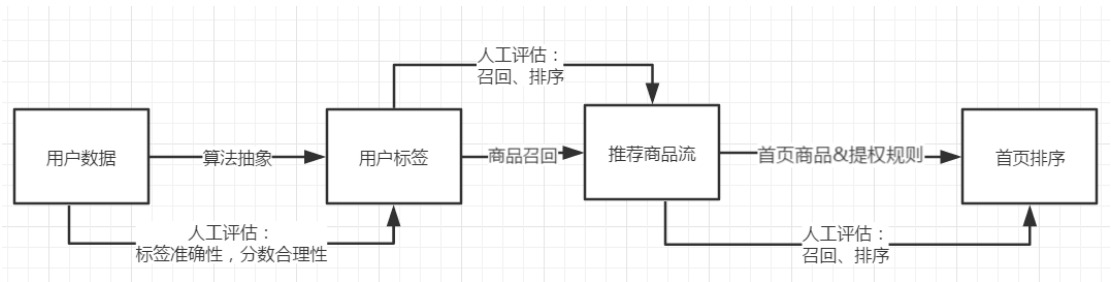 人工评估：
召回、排序
用户数据
算法抽象
用户标签
商品召回
推荐商品流
首页商品&提权规则
首页排序
人工评估：
标签准确性，分数合理性
人工评估：
召回、排序